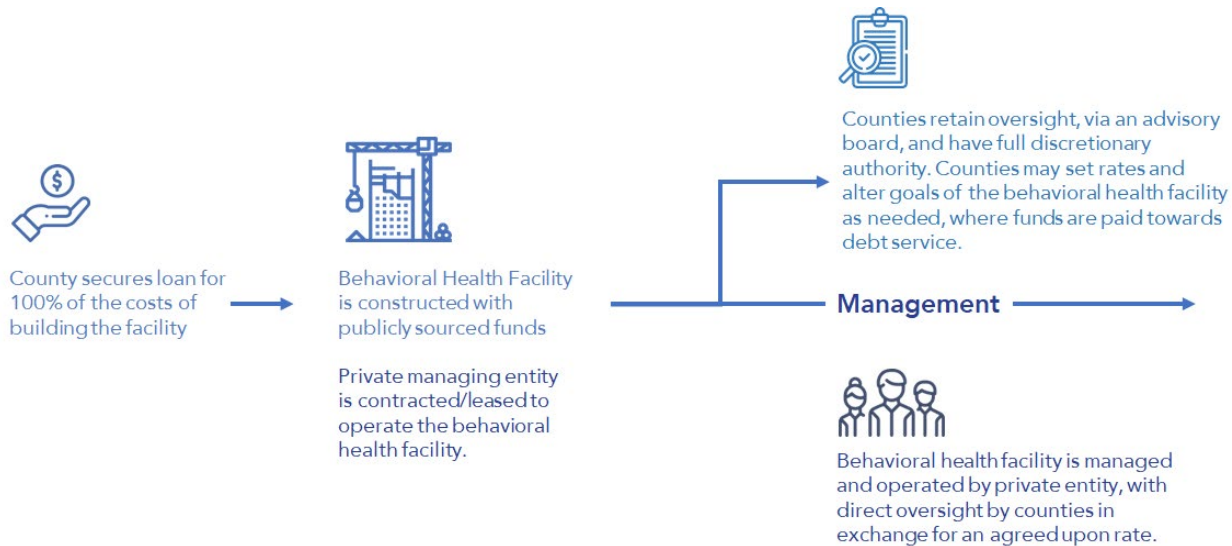 $
County secures loan for
100% of the costs of
building the facility
Behavioral Health Facility
is constructed with
publicly sourced funds
Private managing entity
is contracted/leased to
operate the behavioral
health facility.
Counties retain oversight, via an advisory
board, and have full discretionary
authority. Counties may set rates and
alter goals of the behavioral health facility
as needed, where funds are paid towards
debt service.
Management
Behavioral health facility is managed
and operated by private entity, with
direct oversight by counties in
exchange for an agreed upon rate.